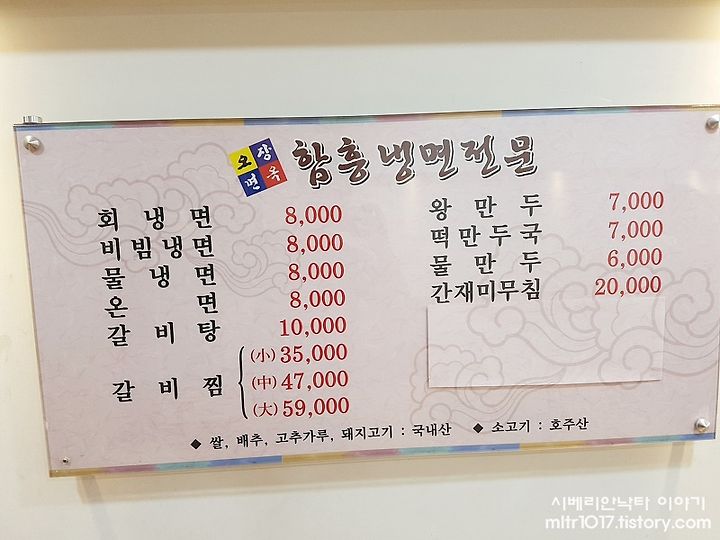 오상면옥 함흥냉면전문
회 냉 면 8,000
비 빔 냉 면 8,000
물 냉 면 8,000
온 면 8,000
갈 비 탕 10,000
갈 비 찜
(小) 35,000
(中) 47,000
(大) 59,000
왕 만 두 7,000
떡 만 두 국 7,000
물 만 두 6,000
간재미무침 20,000
◆ 쌀, 배추, 고추가루, 돼지고기 : 국내산 ◆ 소고기 : 호주산
시베리안낙타 이야기
mltr1017.tistory.com